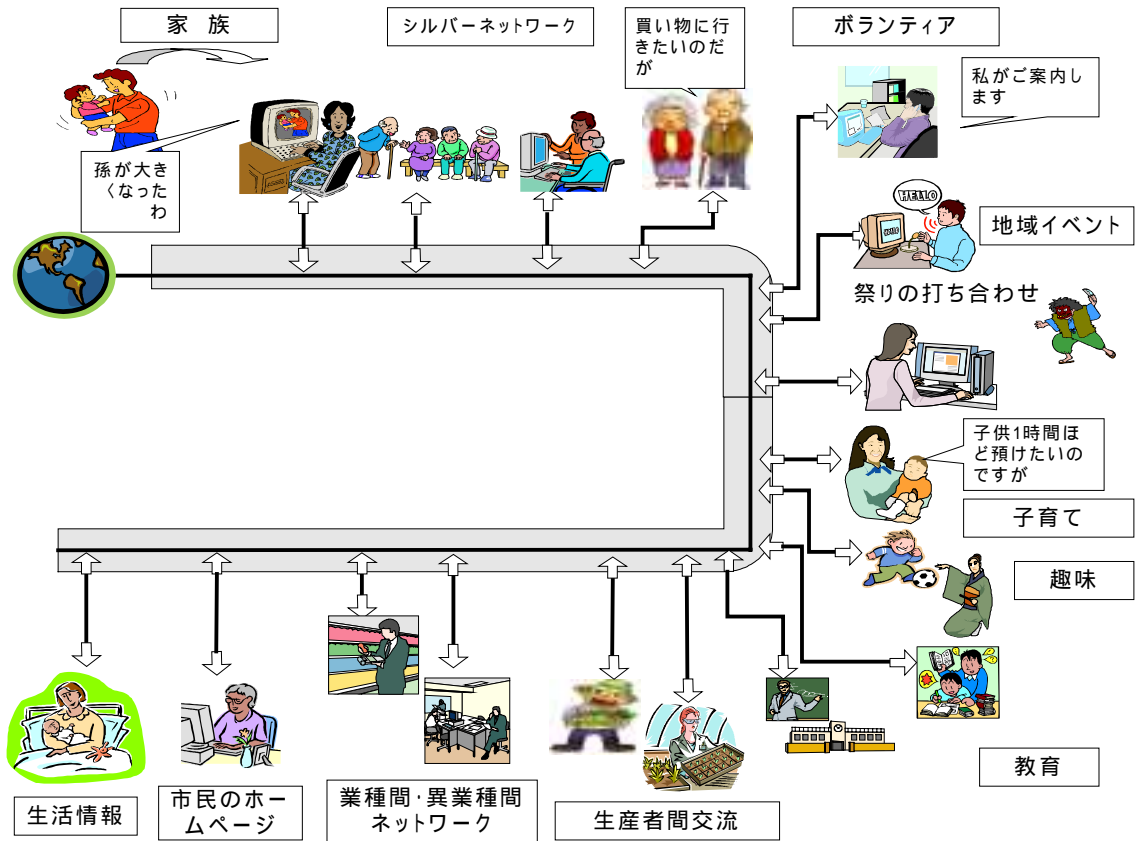 家 族
シルバーネットワーク
買い物に行
きたいのだ
が
ボランティア
私がご案内し
ます
孫が大き
くなった
わ
HELLO
HELLO
地域イベント
祭りの打ち合わせ
子供1時間ほ
ど預けたいの
ですが
子育て
趣味
教育
生活情報
市民のホー
ムページ
業種間・異業種間
ネットワーク
生産者間交流